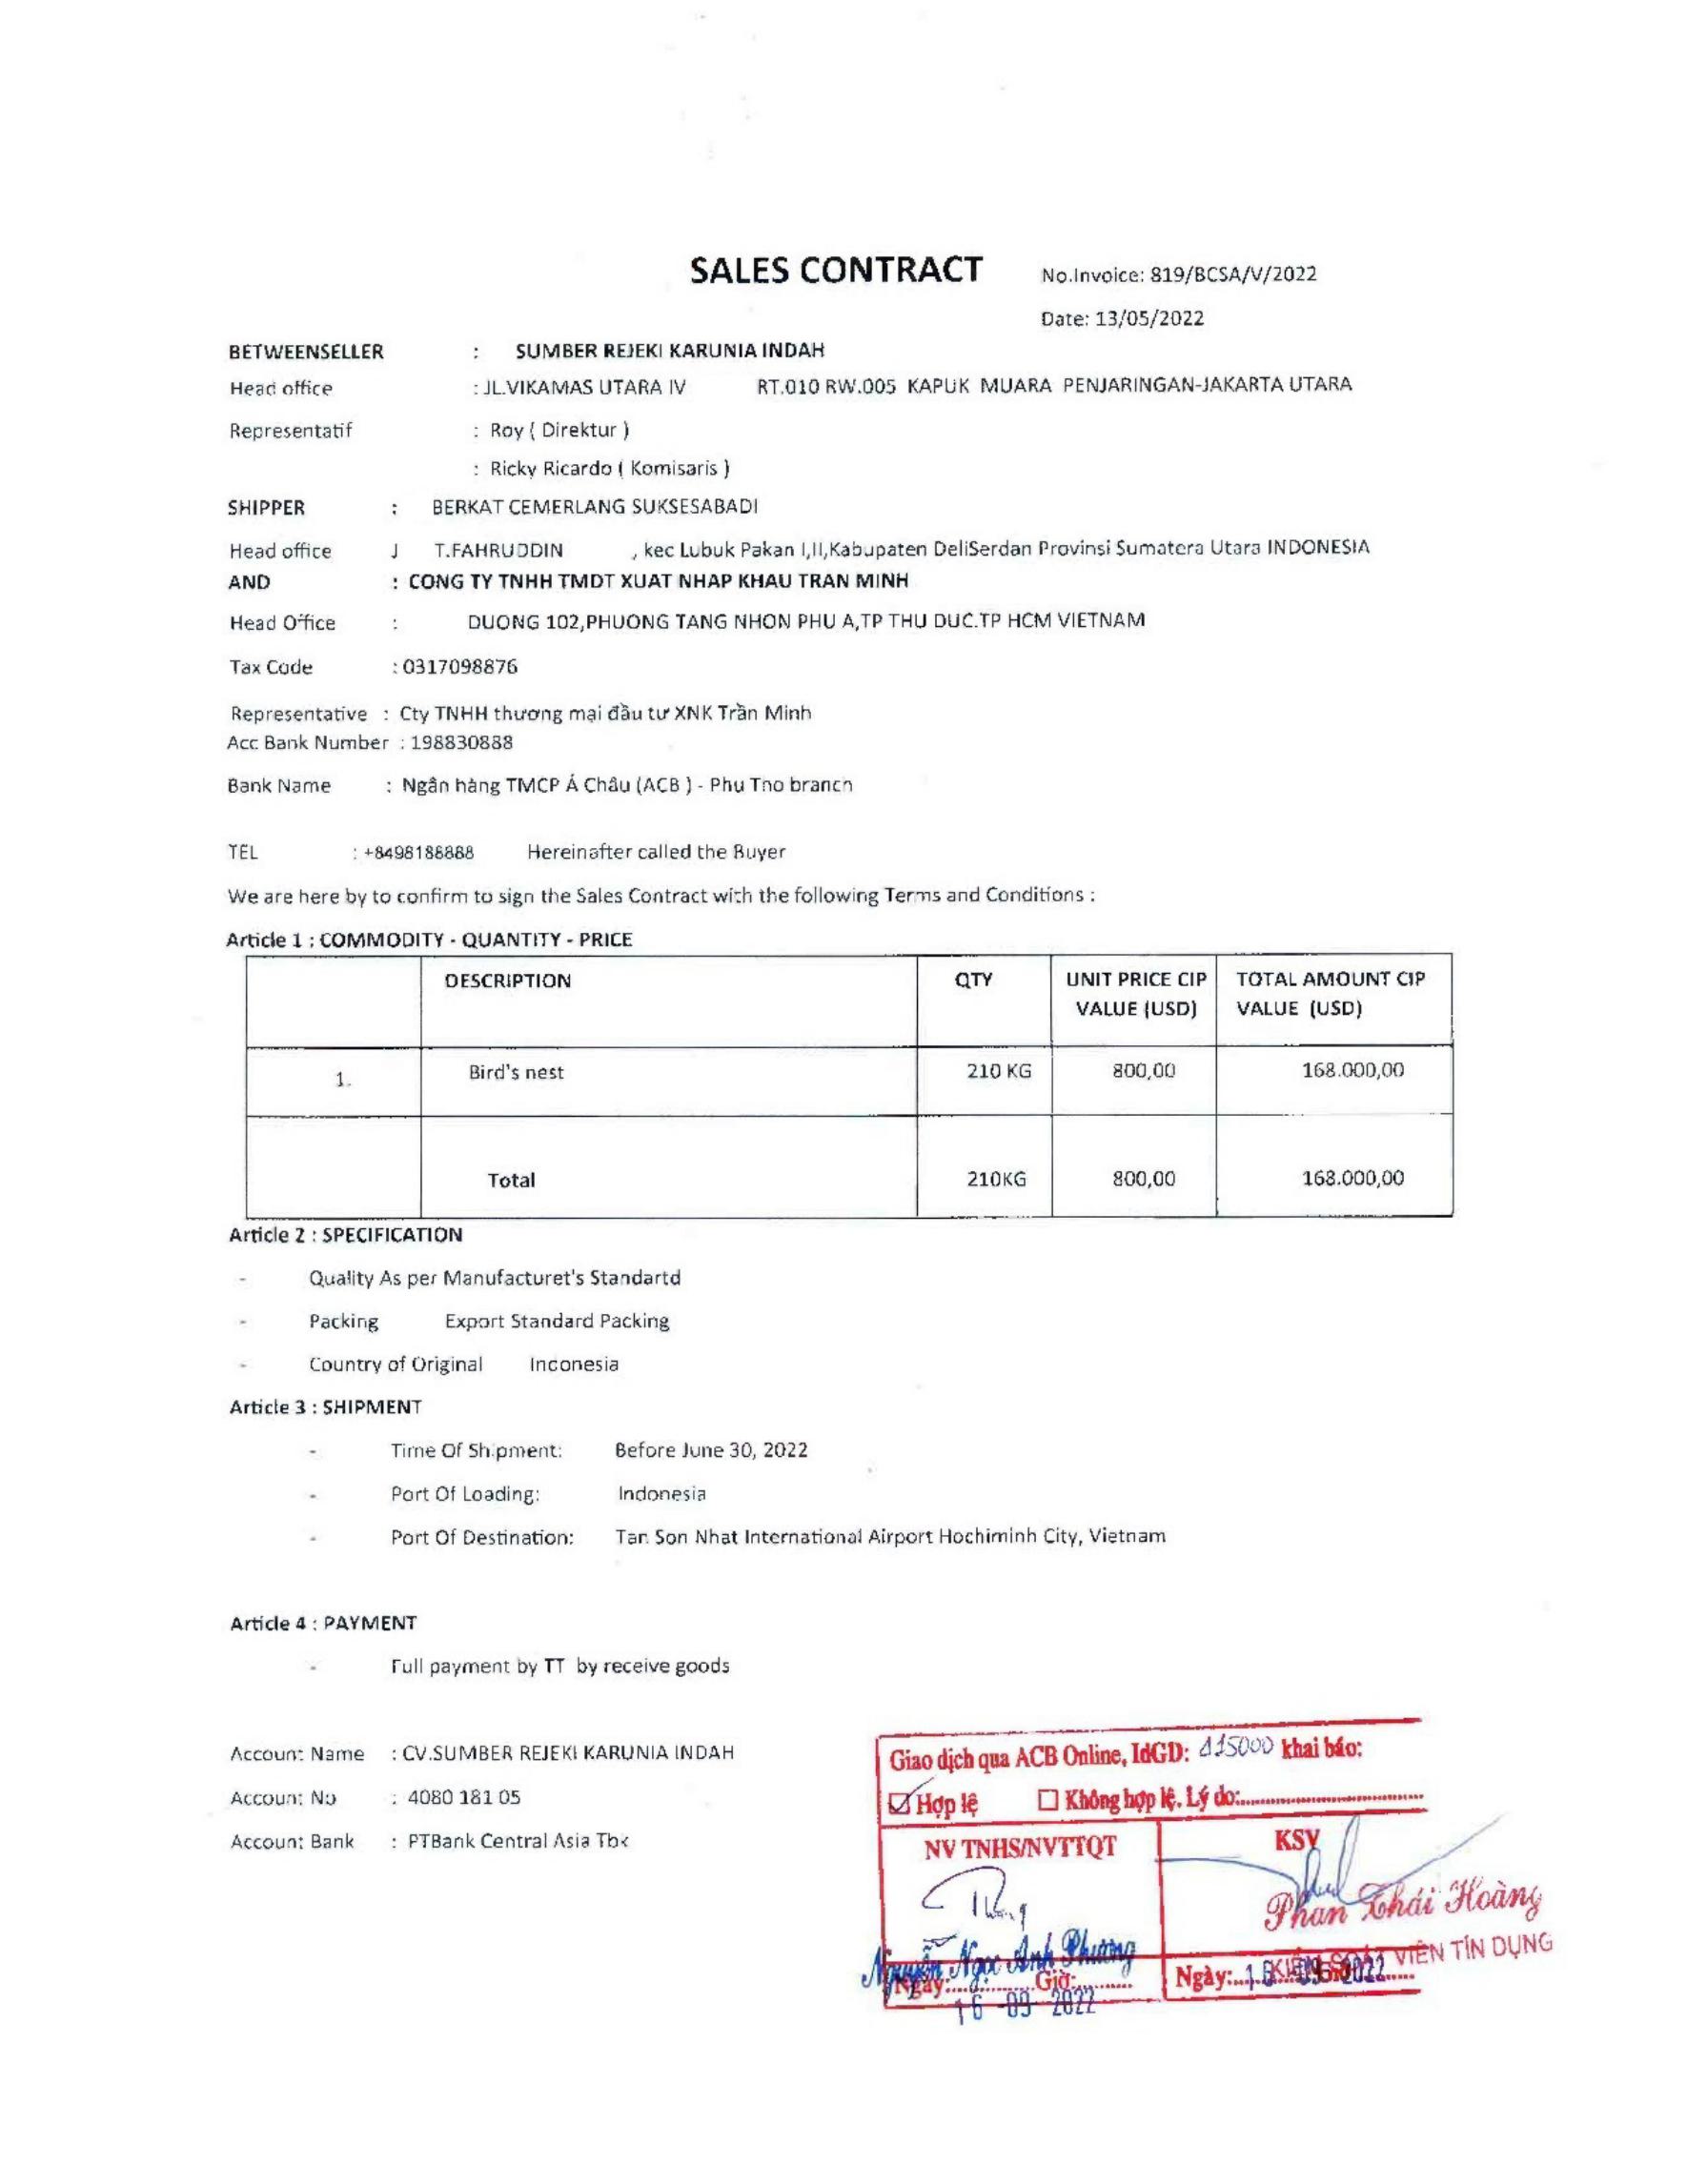 SALES CONTRACT
No.Invoice: 819/BCSA/V/2022
Date: 13/05/2022
BETWEENSELLER : SUMBER REJEKI KARUNIA INDAH
Head office : JL.VIKAMAS UTARA IV RT.010 RW.005 KAPUK MUARA PENJARINGAN-JAKARTA UTARA
Representatif : Roy ( Direktur )
: Ricky Ricardo ( Komisaris )
SHIPPER : BERKAT CEMERLANG SUKSESABADI
Head office J T.FAHRUDDIN , kec Lubuk Pakan I,II,Kabupaten DeliSerdan Provinsi Sumatera Utara INDONESIA
AND : CONG TY TNHH TMDT XUAT NHAP KHAU TRAN MINH
Head Office : DUONG 102,PHUONG TANG NHON PHU A,TP THU DUC.TP HCM VIETNAM
Tax Code : 0317098876
Representative : Cty TNHH thương mại đầu tư XNK Trần Minh
Acc Bank Number : 198830888
Bank Name : Ngân hàng TMCP Á Châu (ACB ) - Phu Tho branch
TEL : +8498188888 Hereinafter called the Buyer
We are here by to confirm to sign the Sales Contract with the following Terms and Conditions :
Article 1 : COMMODITY - QUANTITY - PRICE
DESCRIPTION QTY UNIT PRICE CIP VALUE (USD) TOTAL AMOUNT CIP VALUE (USD)
1. Bird's nest 210 KG 800,00 168.000,00
Total 210KG 800,00 168.000,00
Article 2 : SPECIFICATION
- Quality As per Manufacturet's Standartd
- Packing Export Standard Packing
- Country of Original Indonesia
Article 3 : SHIPMENT
- Time Of Shipment: Before June 30, 2022
- Port Of Loading: Indonesia
- Port Of Destination: Tan Son Nhat International Airport Hochiminh City, Vietnam
Article 4 : PAYMENT
- Full payment by TT by receive goods
Account Name : CV.SUMBER REJEKI KARUNIA INDAH
Account No : 4080 181 05
Account Bank : PTBank Central Asia Tbk
Giao dịch qua ACB Online, IdGD: 415000 khai báo:
☑ Hợp lệ ☐ Không hợp lệ. Lý do:
NV TNHS/NVTTQT KSV
Phan Thái Hoàng
KIỂM SOÁT VIÊN TÍN DỤNG
Nguyễn Ngọc Anh Phương
Ngày: Giờ: Ngày: 16 -09- 2022
16 -09- 2022